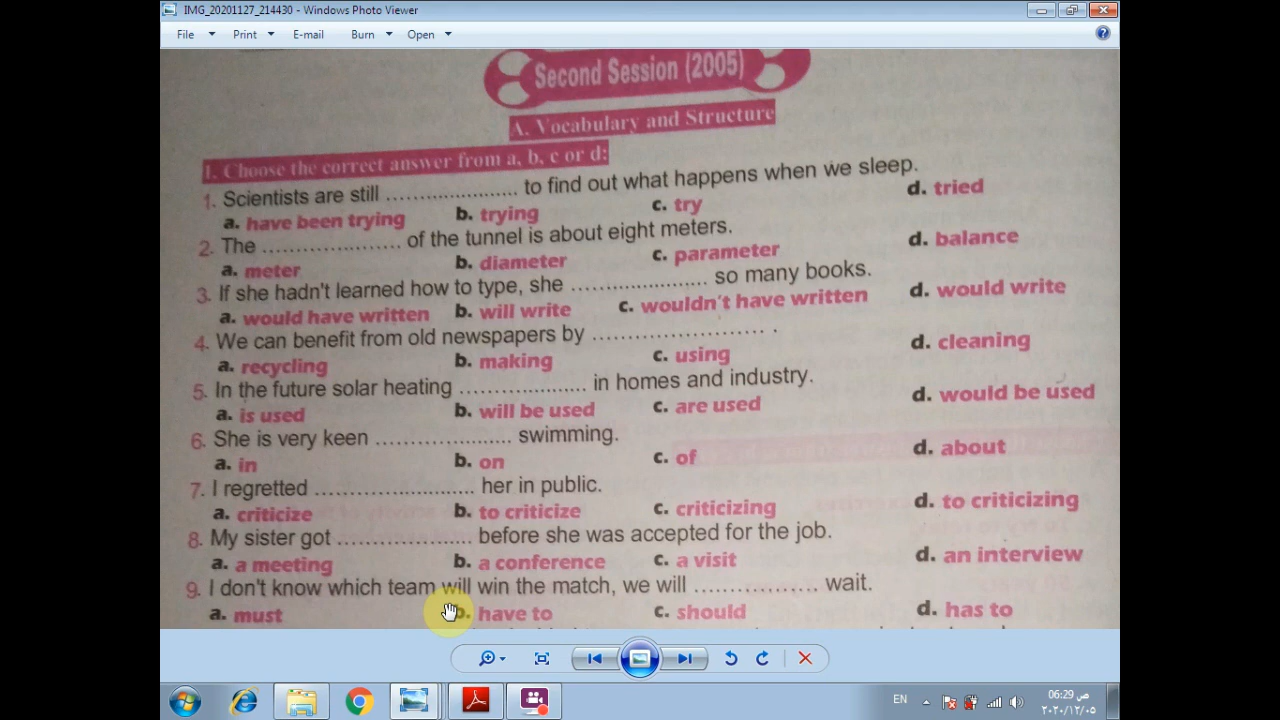 IMG_20201127_214430 - Windows Photo Viewer
File Print E-mail Burn Open
Second Session (2005)
A. Vocabulary and Structure
1. Choose the correct answer from a, b, c or d:
1. Scientists are still ...................... to find out what happens when we sleep.
a. have been trying b. trying c. try d. tried
2. The ..................... of the tunnel is about eight meters.
a. meter b. diameter c. parameter d. balance
3. If she hadn't learned how to type, she ...................... so many books.
a. would have written b. will write c. wouldn't have written d. would write
4. We can benefit from old newspapers by .......................... .
a. recycling b. making c. using d. cleaning
5. In the future solar heating .................... in homes and industry.
a. is used b. will be used c. are used d. would be used
6. She is very keen ...................... swimming.
a. in b. on c. of d. about
7. I regretted ......................... her in public.
a. criticize b. to criticize c. criticizing d. to criticizing
8. My sister got ..................... before she was accepted for the job.
a. a meeting b. a conference c. a visit d. an interview
9. I don't know which team will win the match, we will ................... wait.
a. must b. have to c. should d. has to
EN
06:29 ص
٢٠٢٠/١٢/٠٥